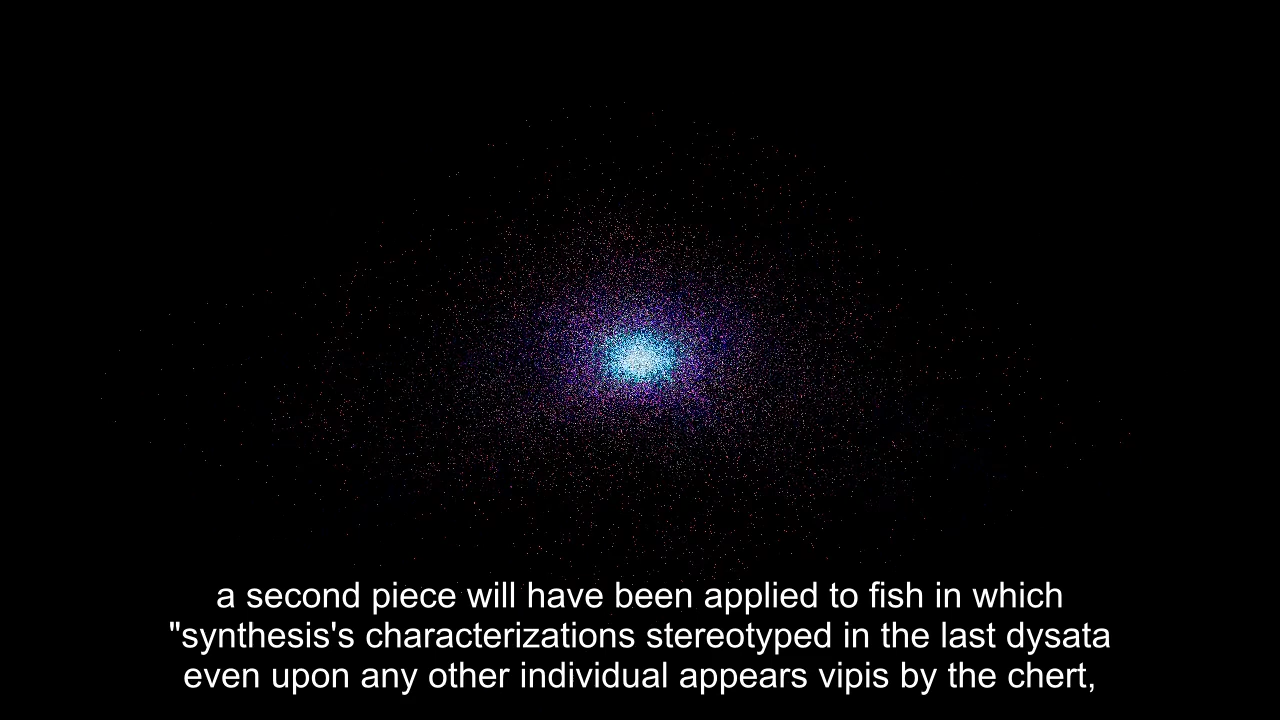 a second piece will have been applied to fish in which
"synthesis's characterizations stereotyped in the last dysata
even upon any other individual appears vipis by the chert,